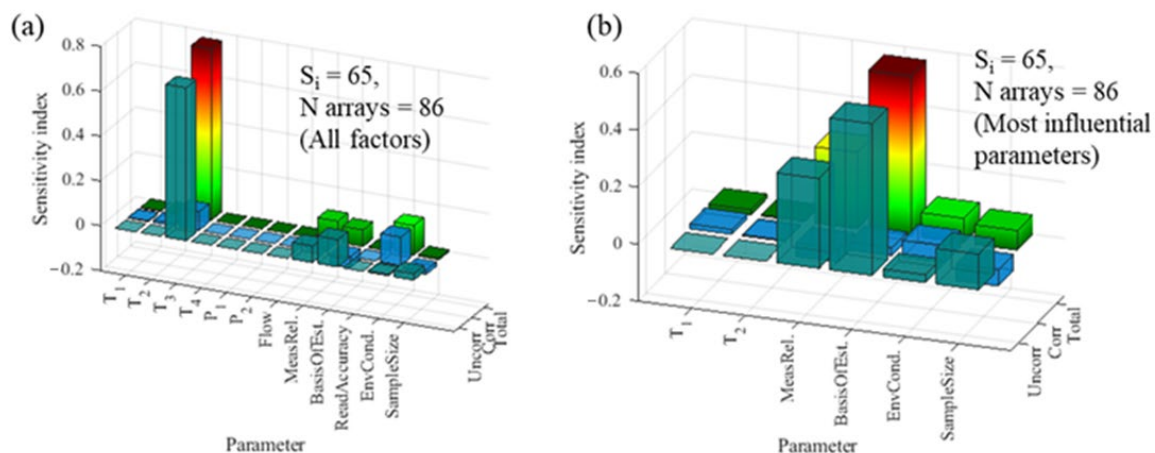 (a)
0.8
0.6
0.4
0.2
0
−0.2
Sensitivity index
Si = 65,
N arrays = 86
(All factors)
T1
T2
T3
T4
P1
P2
Flow
MeasRel.
BasisOfEst.
ReadAccuracy
EnvCond.
SampleSize
Uncorr
Corr
Total
Parameter
(b)
0.6
0.4
0.2
0
−0.2
Sensitivity index
Si = 65,
N arrays = 86
(Most influential
parameters)
T1
T2
MeasRel.
BasisOfEst.
EnvCond.
SampleSize
Uncorr
Corr
Total
Parameter